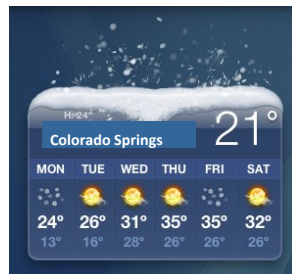 H: 24°
21°
Colorado Springs
MON TUE WED THU FRI SAT
24° 26° 31° 35° 35° 32°
13° 16° 28° 26° 26° 26°